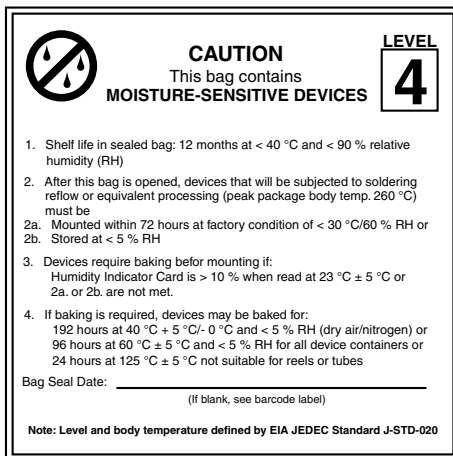 LEVEL
CAUTION
4
This bag contains
MOISTURE-SENSITIVE DEVICES
1. Shelf life in sealed bag: 12 months at < 40 °C and < 90 % relative
humidity (RH)
2. After this bag is opened, devices that will be subjected to soldering
reflow or equivalent processing (peak package body temp. 260 °C)
must be
2a. Mounted within 72 hours at factory condition of < 30 °C/60 % RH or
2b. Stored at < 5 % RH
3. Devices require baking befor mounting if:
Humidity Indicator Card is > 10 % when read at 23 °C ± 5 °C or
2a. or 2b. are not met.
4. If baking is required, devices may be baked for:
192 hours at 40 °C + 5 °C/- 0 °C and < 5 % RH (dry air/nitrogen) or
96 hours at 60 °C ± 5 °C and < 5 % RH for all device containers or
24 hours at 125 °C ± 5 °C not suitable for reels or tubes
Bag Seal Date:
(If blank, see barcode label)
Note: Level and body temperature defined by EIA JEDEC Standard J-STD-020